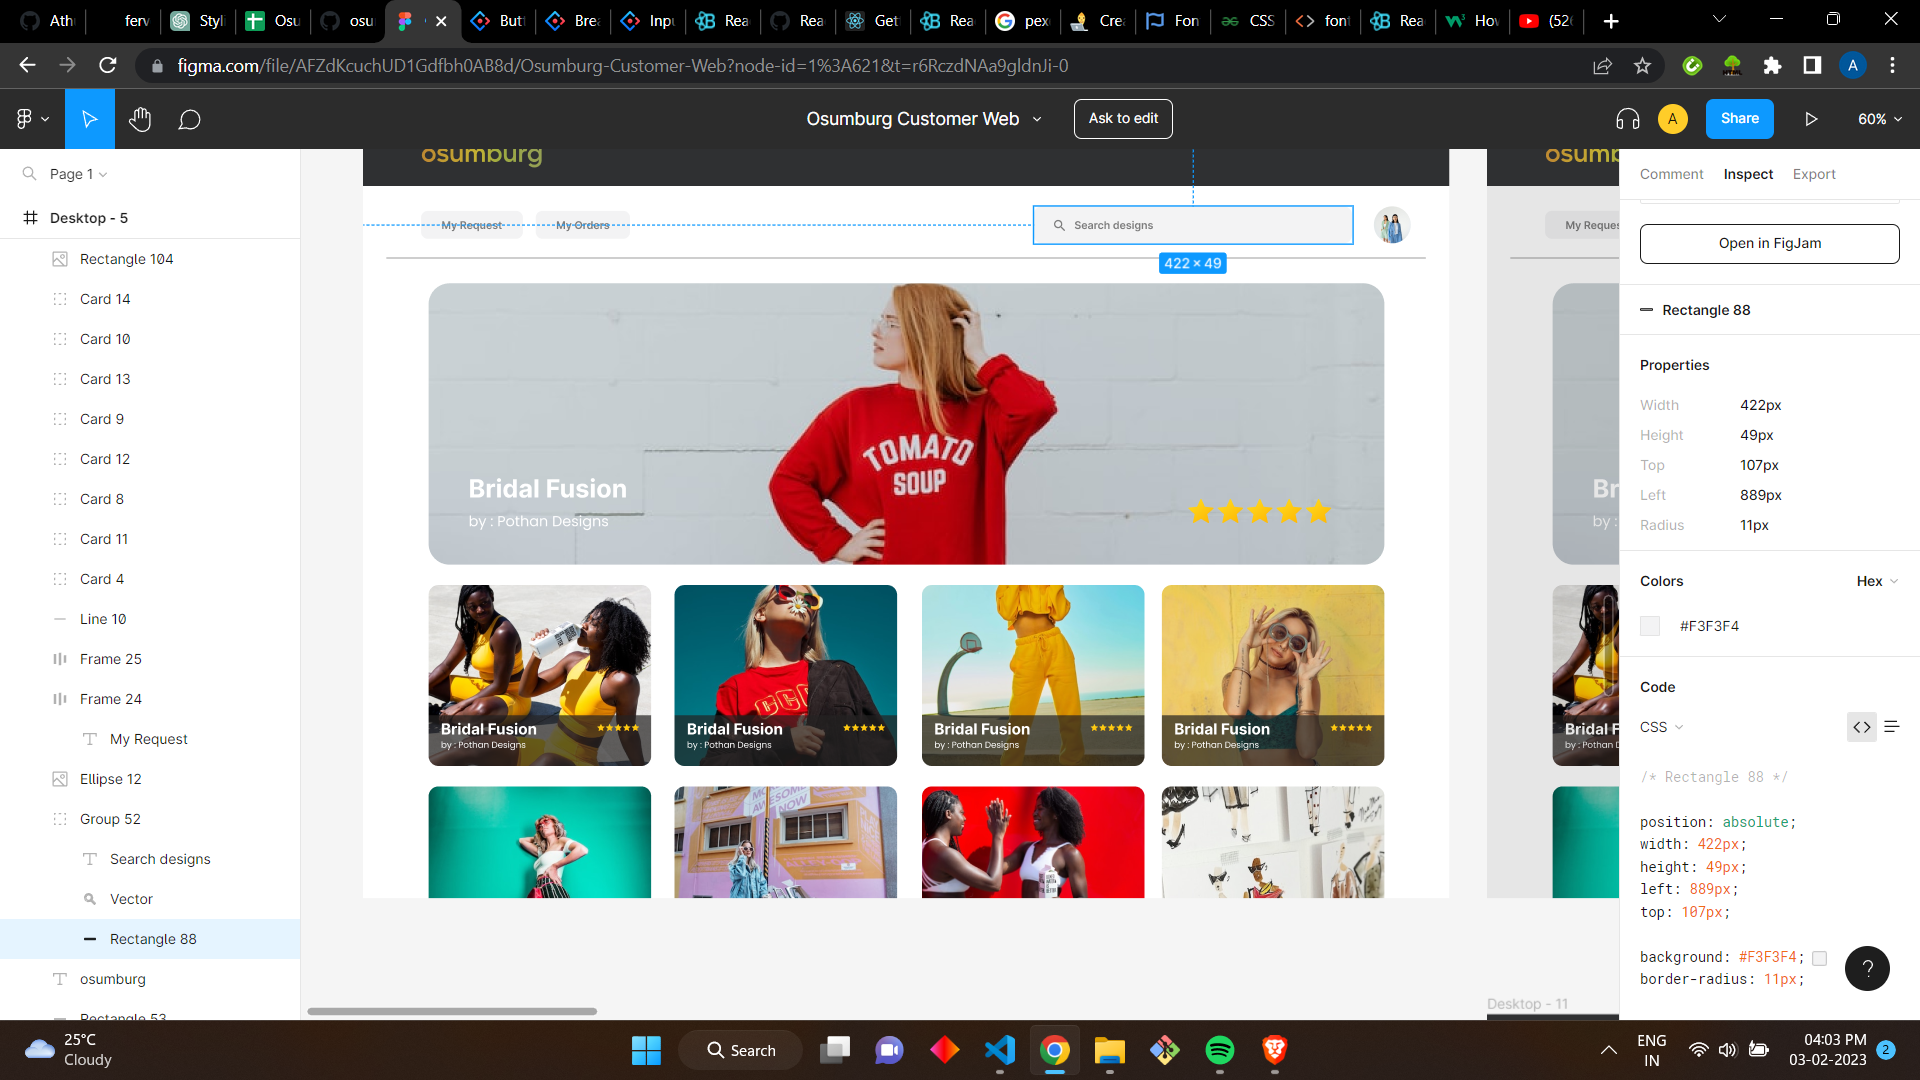 Ath
ferv
Styli
Osu
osu
Butt
Brea
Inpu
Rea
Rea
Get
Rea
pex
Crea
Fon
CSS
font
Rea
Hov
(520
figma.com/file/AFZdKcuchUD1Gdfbh0AB8d/Osumburg-Customer-Web?node-id=1%3A621&t=r6RczdNAa9gIdnJi-0
A
Osumburg Customer Web
Ask to edit
A
Share
60%
Page 1
Desktop - 5
Rectangle 104
Card 14
Card 10
Card 13
Card 9
Card 12
Card 8
Card 11
Card 4
Line 10
Frame 25
Frame 24
My Request
Ellipse 12
Group 52
Search designs
Vector
Rectangle 88
osumburg
Rectangle 53
osumburg
My Request
My Orders
Search designs
422 × 49
TOMATO
SOUP
Bridal Fusion
by : Pothan Designs
Bridal Fusion
by : Pothan Designs
Bridal Fusion
by : Pothan Designs
Bridal Fusion
by : Pothan Designs
Bridal Fusion
by : Pothan Designs
osumb
My Reques
Br
by :
Bridal F
by : Pothan D
Desktop - 11
Comment
Inspect
Export
Open in FigJam
Rectangle 88
Properties
Width 422px
Height 49px
Top 107px
Left 889px
Radius 11px
Colors
Hex
#F3F3F4
Code
CSS
/* Rectangle 88 */
position: absolute;
width: 422px;
height: 49px;
left: 889px;
top: 107px;
background: #F3F3F4;
border-radius: 11px;
?
25°C
Cloudy
Search
ENG
IN
04:03 PM
03-02-2023
2